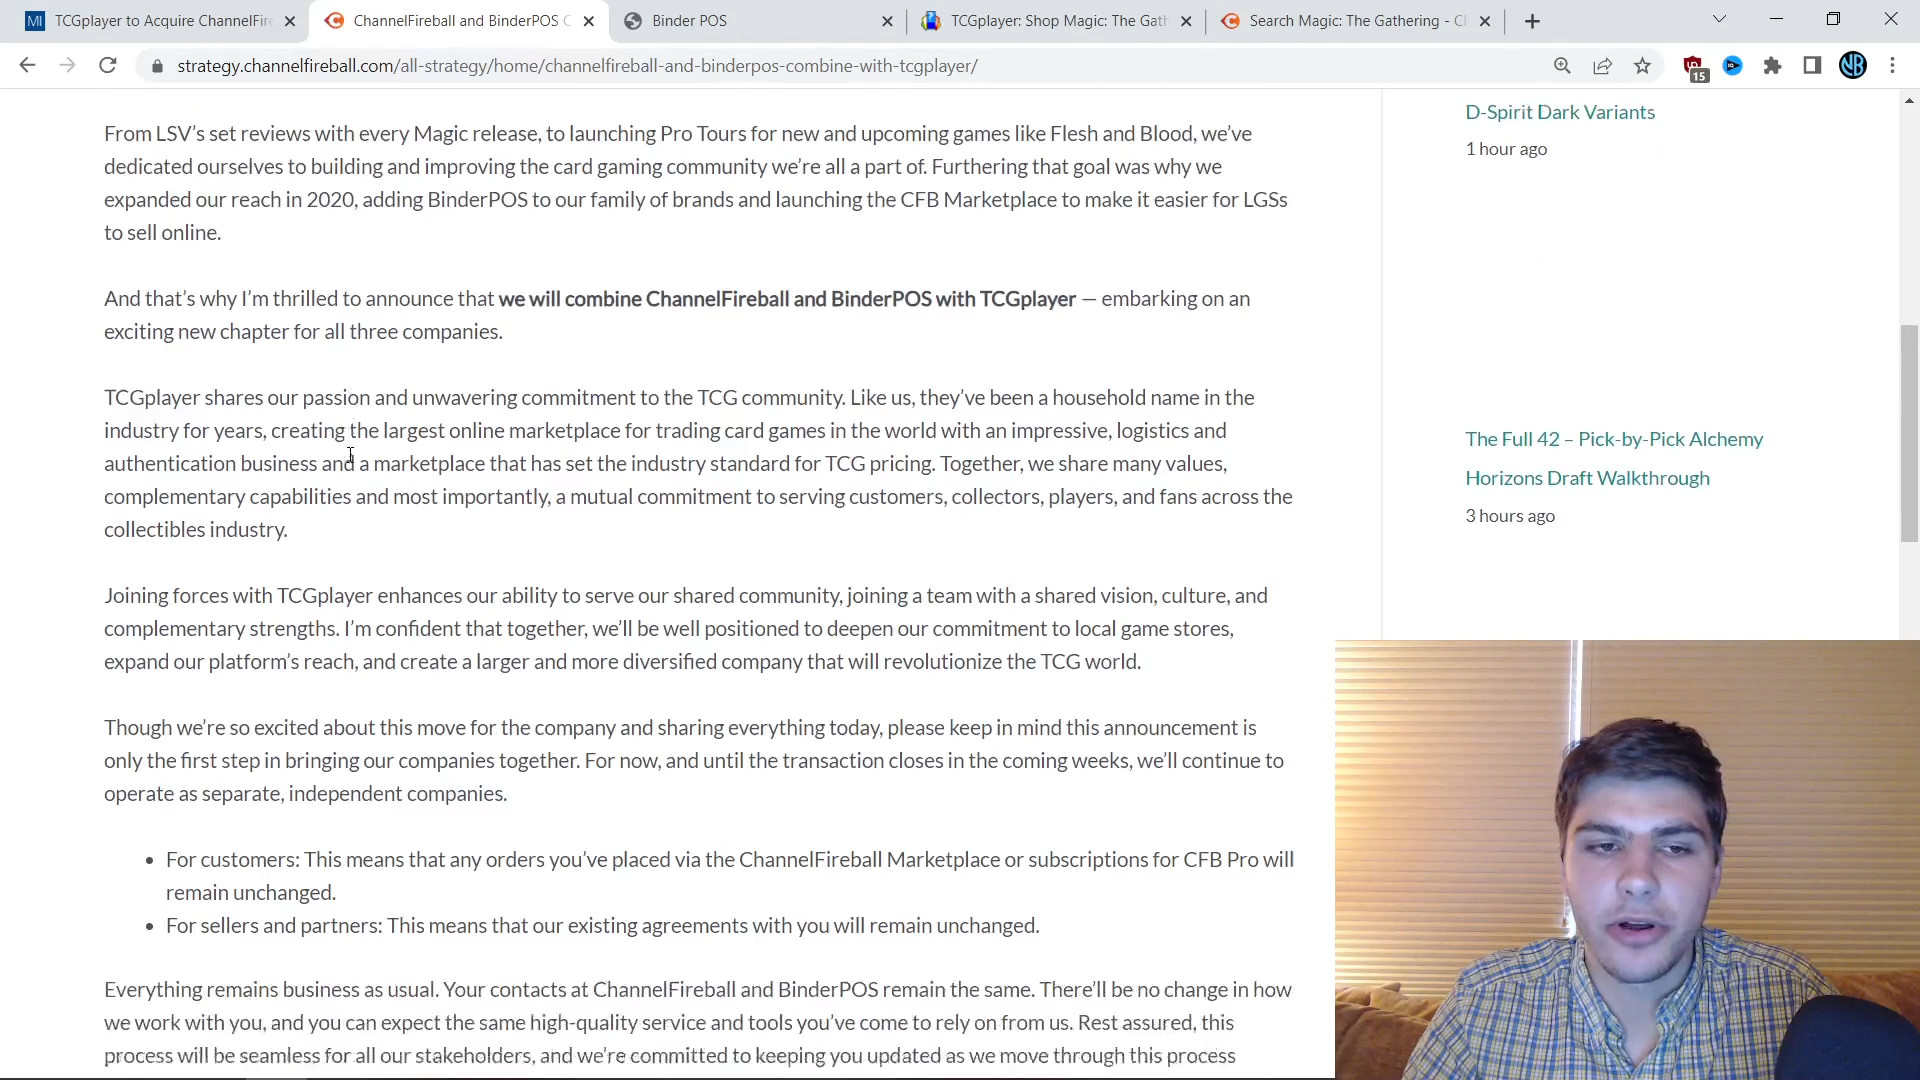 TCGplayer to Acquire ChannelFire
ChannelFireball and BinderPOS C
Binder POS
TCGplayer: Shop Magic: The Gath
Search Magic: The Gathering - Ch
strategy.channelfireball.com/all-strategy/home/channelfireball-and-binderpos-combine-with-tcgplayer/
15
NB
From LSV's set reviews with every Magic release, to launching Pro Tours for new and upcoming games like Flesh and Blood, we've
dedicated ourselves to building and improving the card gaming community we're all a part of. Furthering that goal was why we
expanded our reach in 2020, adding BinderPOS to our family of brands and launching the CFB Marketplace to make it easier for LGSs
to sell online.
And that's why I'm thrilled to announce that we will combine ChannelFireball and BinderPOS with TCGplayer — embarking on an
exciting new chapter for all three companies.
TCGplayer shares our passion and unwavering commitment to the TCG community. Like us, they've been a household name in the
industry for years, creating the largest online marketplace for trading card games in the world with an impressive, logistics and
authentication business and a marketplace that has set the industry standard for TCG pricing. Together, we share many values,
complementary capabilities and most importantly, a mutual commitment to serving customers, collectors, players, and fans across the
collectibles industry.
Joining forces with TCGplayer enhances our ability to serve our shared community, joining a team with a shared vision, culture, and
complementary strengths. I'm confident that together, we'll be well positioned to deepen our commitment to local game stores,
expand our platform's reach, and create a larger and more diversified company that will revolutionize the TCG world.
Though we're so excited about this move for the company and sharing everything today, please keep in mind this announcement is
only the first step in bringing our companies together. For now, and until the transaction closes in the coming weeks, we'll continue to
operate as separate, independent companies.
• For customers: This means that any orders you've placed via the ChannelFireball Marketplace or subscriptions for CFB Pro will
remain unchanged.
• For sellers and partners: This means that our existing agreements with you will remain unchanged.
Everything remains business as usual. Your contacts at ChannelFireball and BinderPOS remain the same. There'll be no change in how
we work with you, and you can expect the same high-quality service and tools you've come to rely on from us. Rest assured, this
process will be seamless for all our stakeholders, and we're committed to keeping you updated as we move through this process
D-Spirit Dark Variants
1 hour ago
The Full 42 – Pick-by-Pick Alchemy
Horizons Draft Walkthrough
3 hours ago